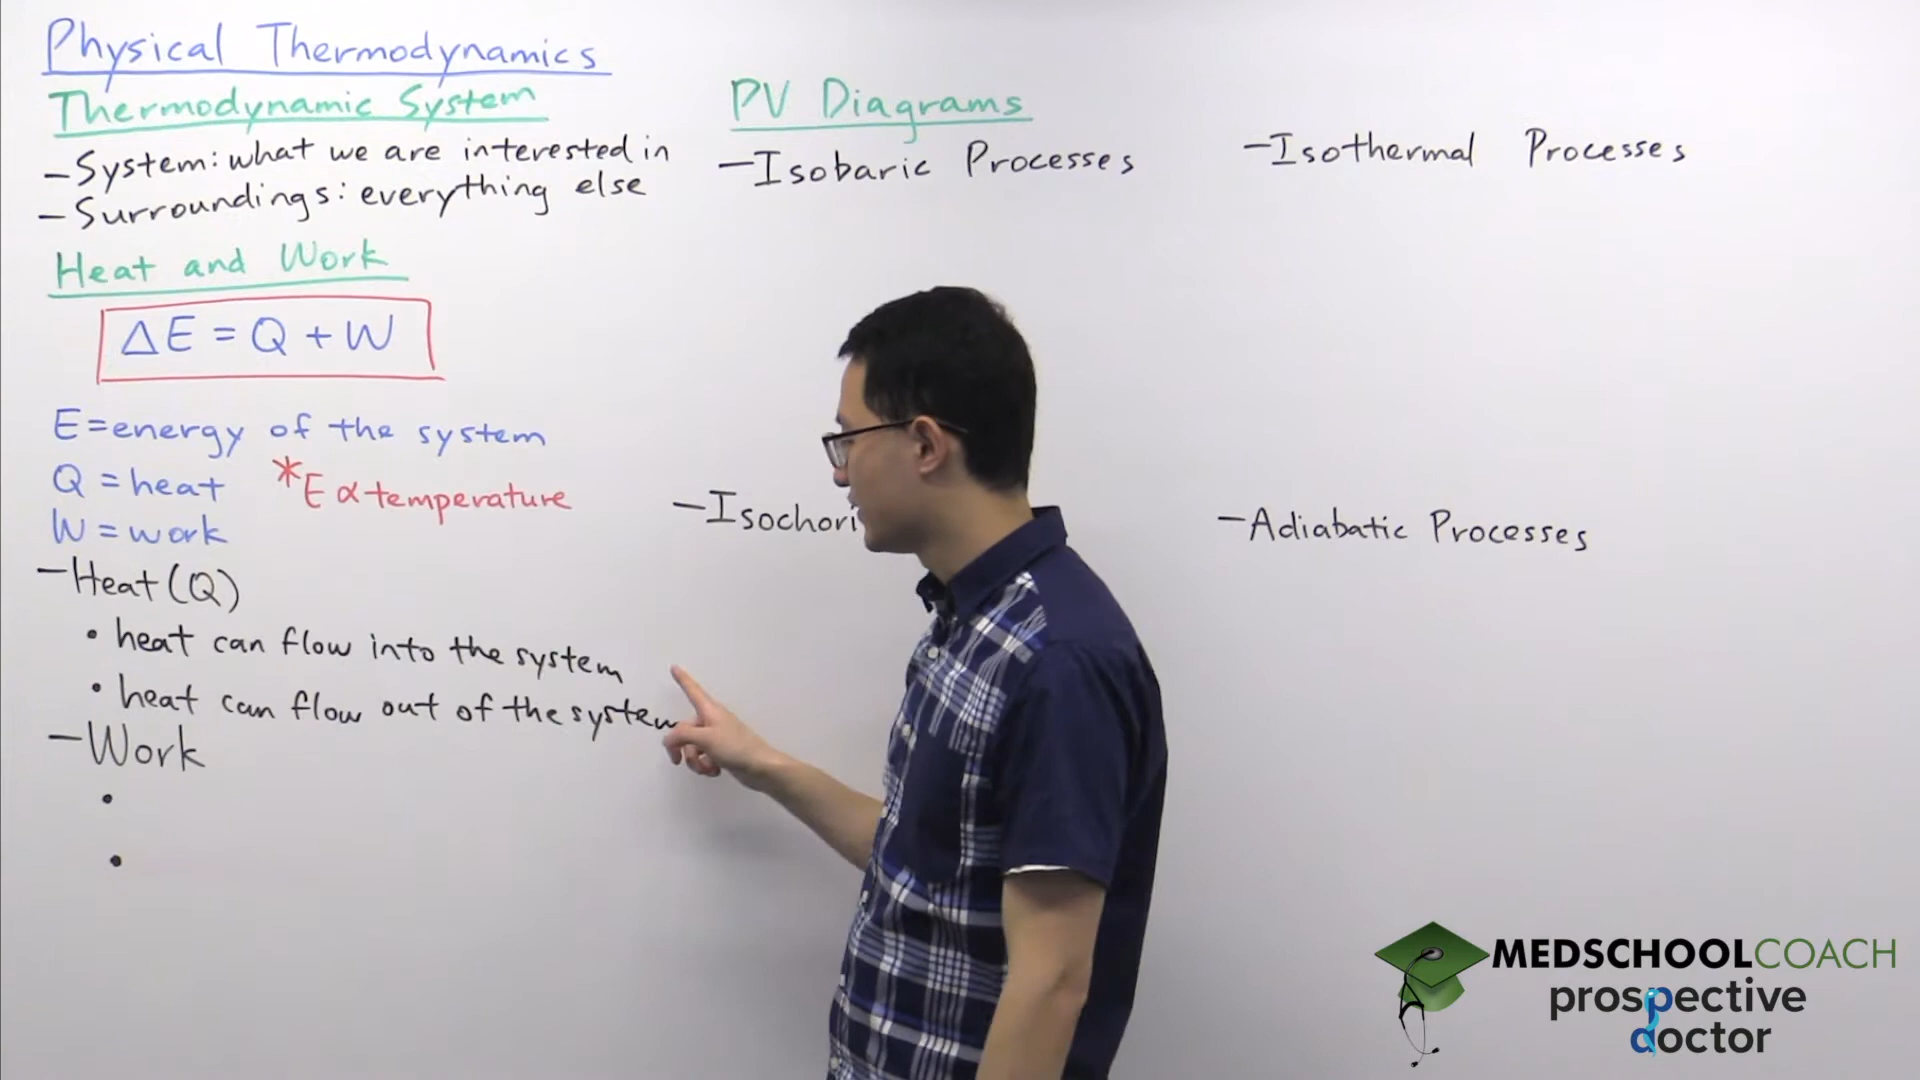 Physical Thermodynamics
Thermodynamic System
- System: what we are interested in
- Surroundings: everything else
Heat and Work
ΔE = Q + W
E = energy of the system
Q = heat
*E α temperature
W = work
- Heat (Q)
• heat can flow into the system
• heat can flow out of the system
- Work
•
•
PV Diagrams
- Isobaric Processes
- Isochori
- Isothermal Processes
- Adiabatic Processes
MEDSCHOOLCOACH
prospective
doctor